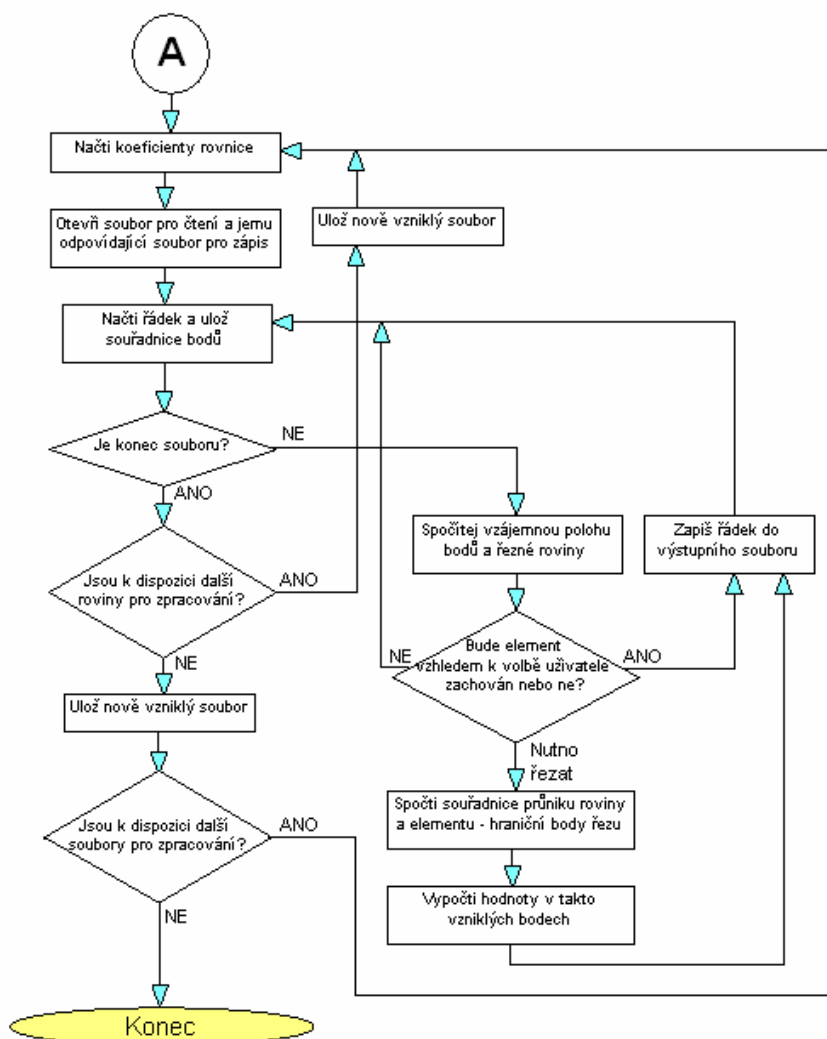 A
Načti koeficienty rovnice
Otevři soubor pro čtení a jemu
odpovídající soubor pro zápis
Ulož nově vzniklý soubor
Načti řádek a ulož
souřadnice bodů
Je konec souboru?
NE
ANO
Spočítej vzájemnou polohu
bodů a řezné roviny
Zapiš řádek do
výstupního souboru
Jsou k dispozici další
roviny pro zpracování?
ANO
NE
Bude element
vzhledem k volbě uživatele
zachován nebo ne?
NE
ANO
Ulož nově vzniklý soubor
Nutno
řezat
Spočti souřadnice průniku roviny
a elementu - hraniční body řezu
Jsou k dispozici další
soubory pro zpracování?
ANO
NE
Vypočti hodnoty v takto
vzniklých bodech
Konec